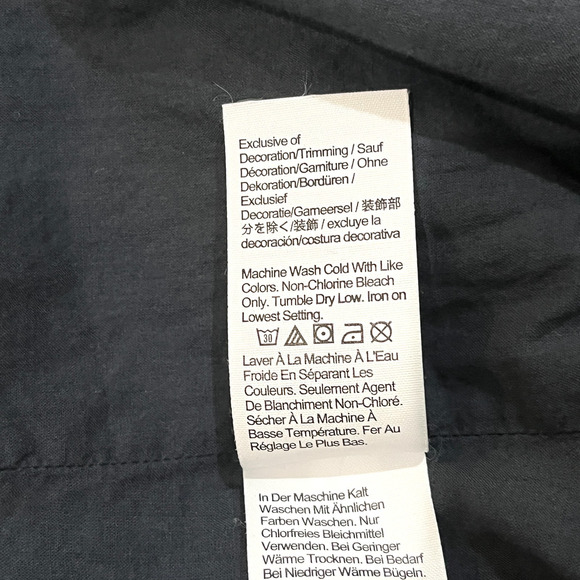 Exclusive of
Decoration/Trimming / Sauf
Décoration/Garniture / Ohne
Dekoration/Bordüren /
Exclusief
Decoratie/Garneersel / 装飾部
分を除く/装飾 / excluye la
decoración/costura decorativa
Machine Wash Cold With Like
Colors. Non-Chlorine Bleach
Only. Tumble Dry Low. Iron on
Lowest Setting.
30
Laver À La Machine À L'Eau
Froide En Séparant Les
Couleurs. Seulement Agent
De Blanchiment Non-Chloré.
Sécher À La Machine À
Basse Température. Fer Au
Réglage Le Plus Bas.
In Der Maschine Kalt
Waschen Mit Ähnlichen
Farben Waschen. Nur
Chlorfreies Bleichmittel
Verwenden. Bei Geringer
Wärme Trocknen. Bei Bedarf
Bei Niedriger Wärme Bügeln.